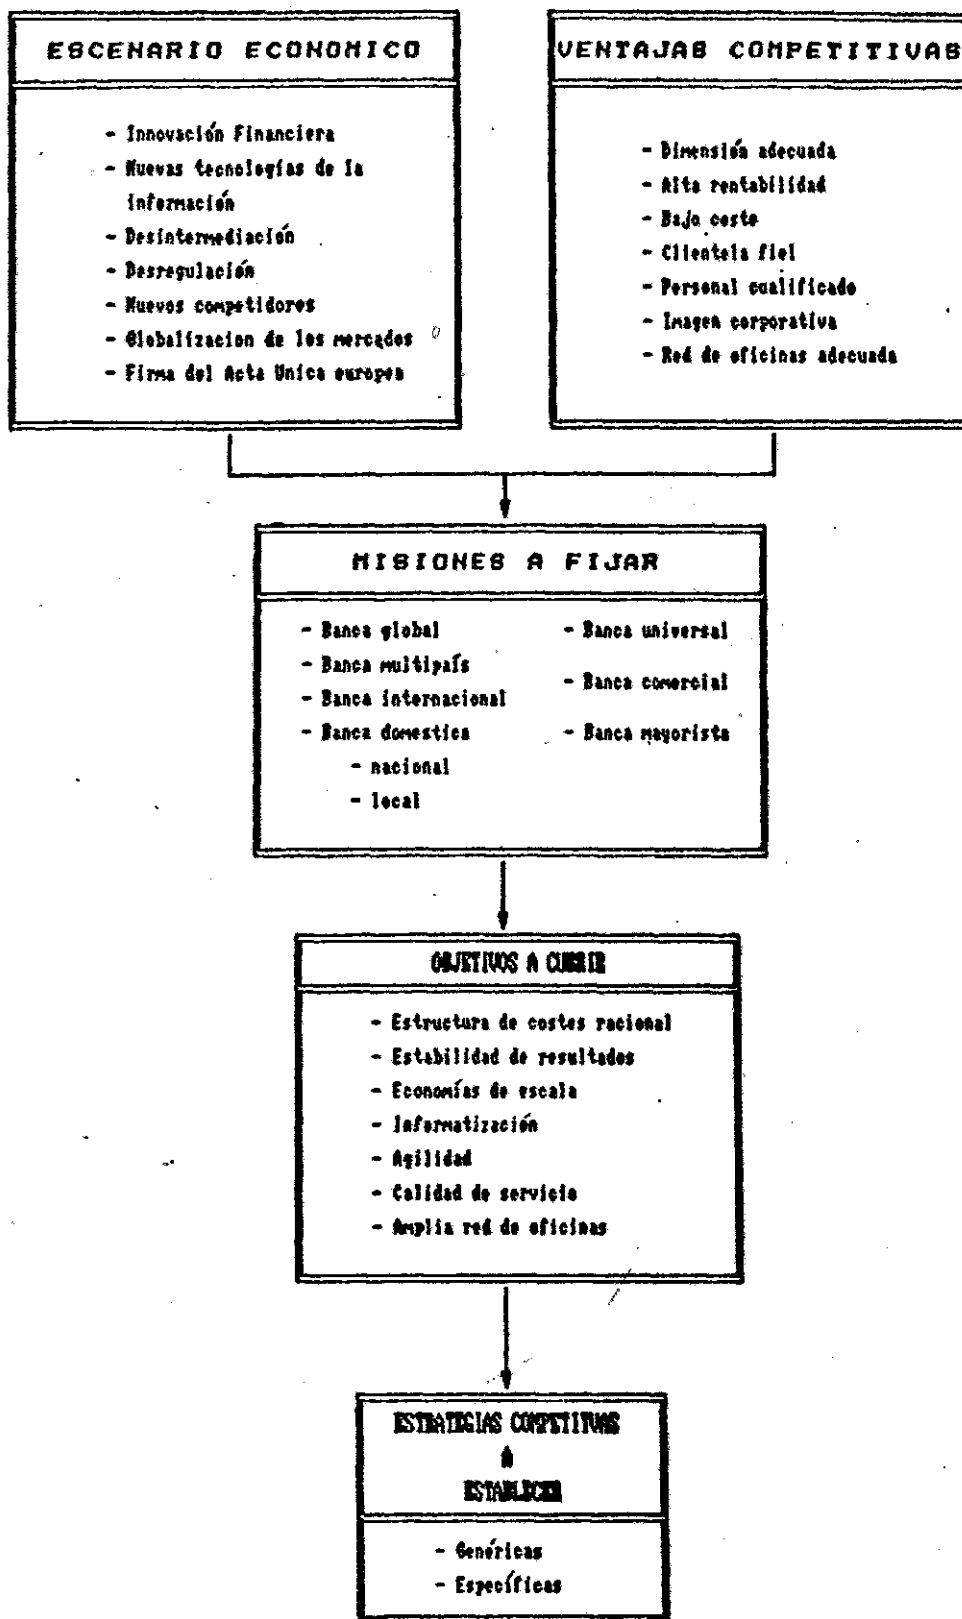 ESCENARIO ECONOMICO
- Innovación Financiera
- Nuevas tecnologías de la
información
- Desintermediación
- Desregulación
- Nuevos competidores
- Globalizacion de los mercados
- Firma del Acta Unica europea
VENTAJAS COMPETITIVAS
- Dimensión adecuada
- Alta rentabilidad
- Bajo coste
- Clientela fiel
- Personal cualificado
- Imagen corporativa
- Red de oficinas adecuada
MISIONES A FIJAR
- Banca global
- Banca multipaís
- Banca internacional
- Banca domestica
- nacional
- local
- Banca universal
- Banca comercial
- Banca mayorista
OBJETIVOS A CUBRIR
- Estructura de costes racional
- Estabilidad de resultados
- Economías de escala
- Informatización
- Agilidad
- Calidad de servicio
- Amplia red de oficinas
ESTRATEGIAS COMPETITIVAS
A
ESTABLECER
- Genéricas
- Específicas